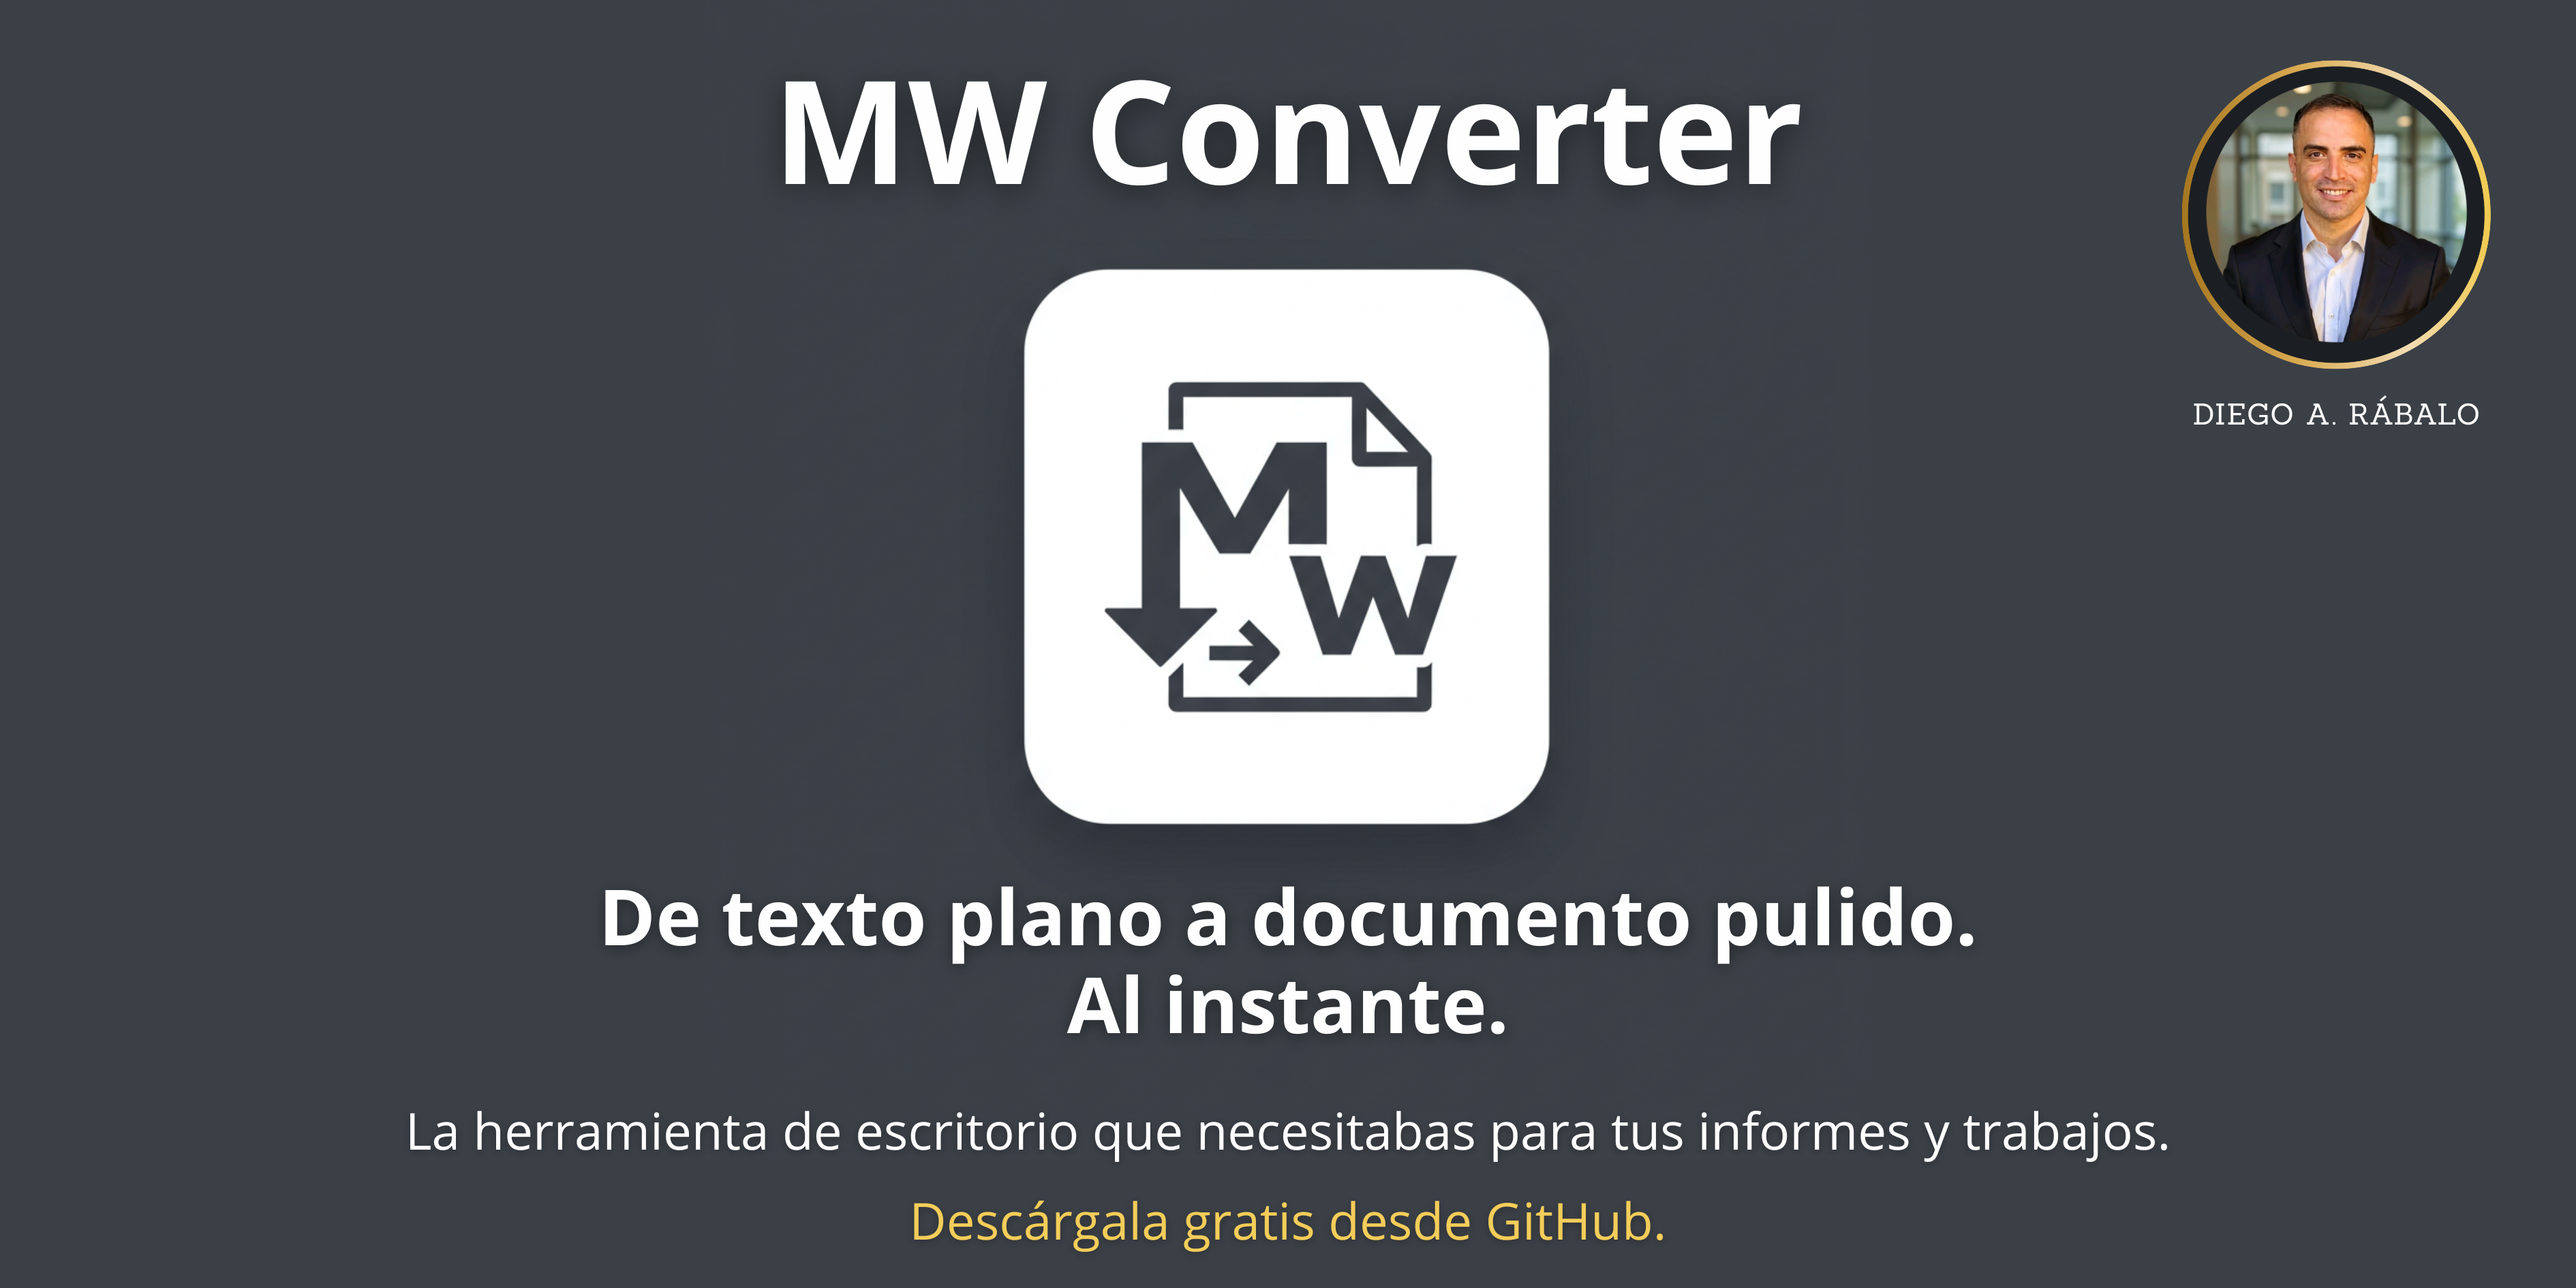 MW Converter
DIEGO A. RÁBALO
M
W
De texto plano a documento pulido.
Al instante.
La herramienta de escritorio que necesitabas para tus informes y trabajos.
Descárgala gratis desde GitHub.